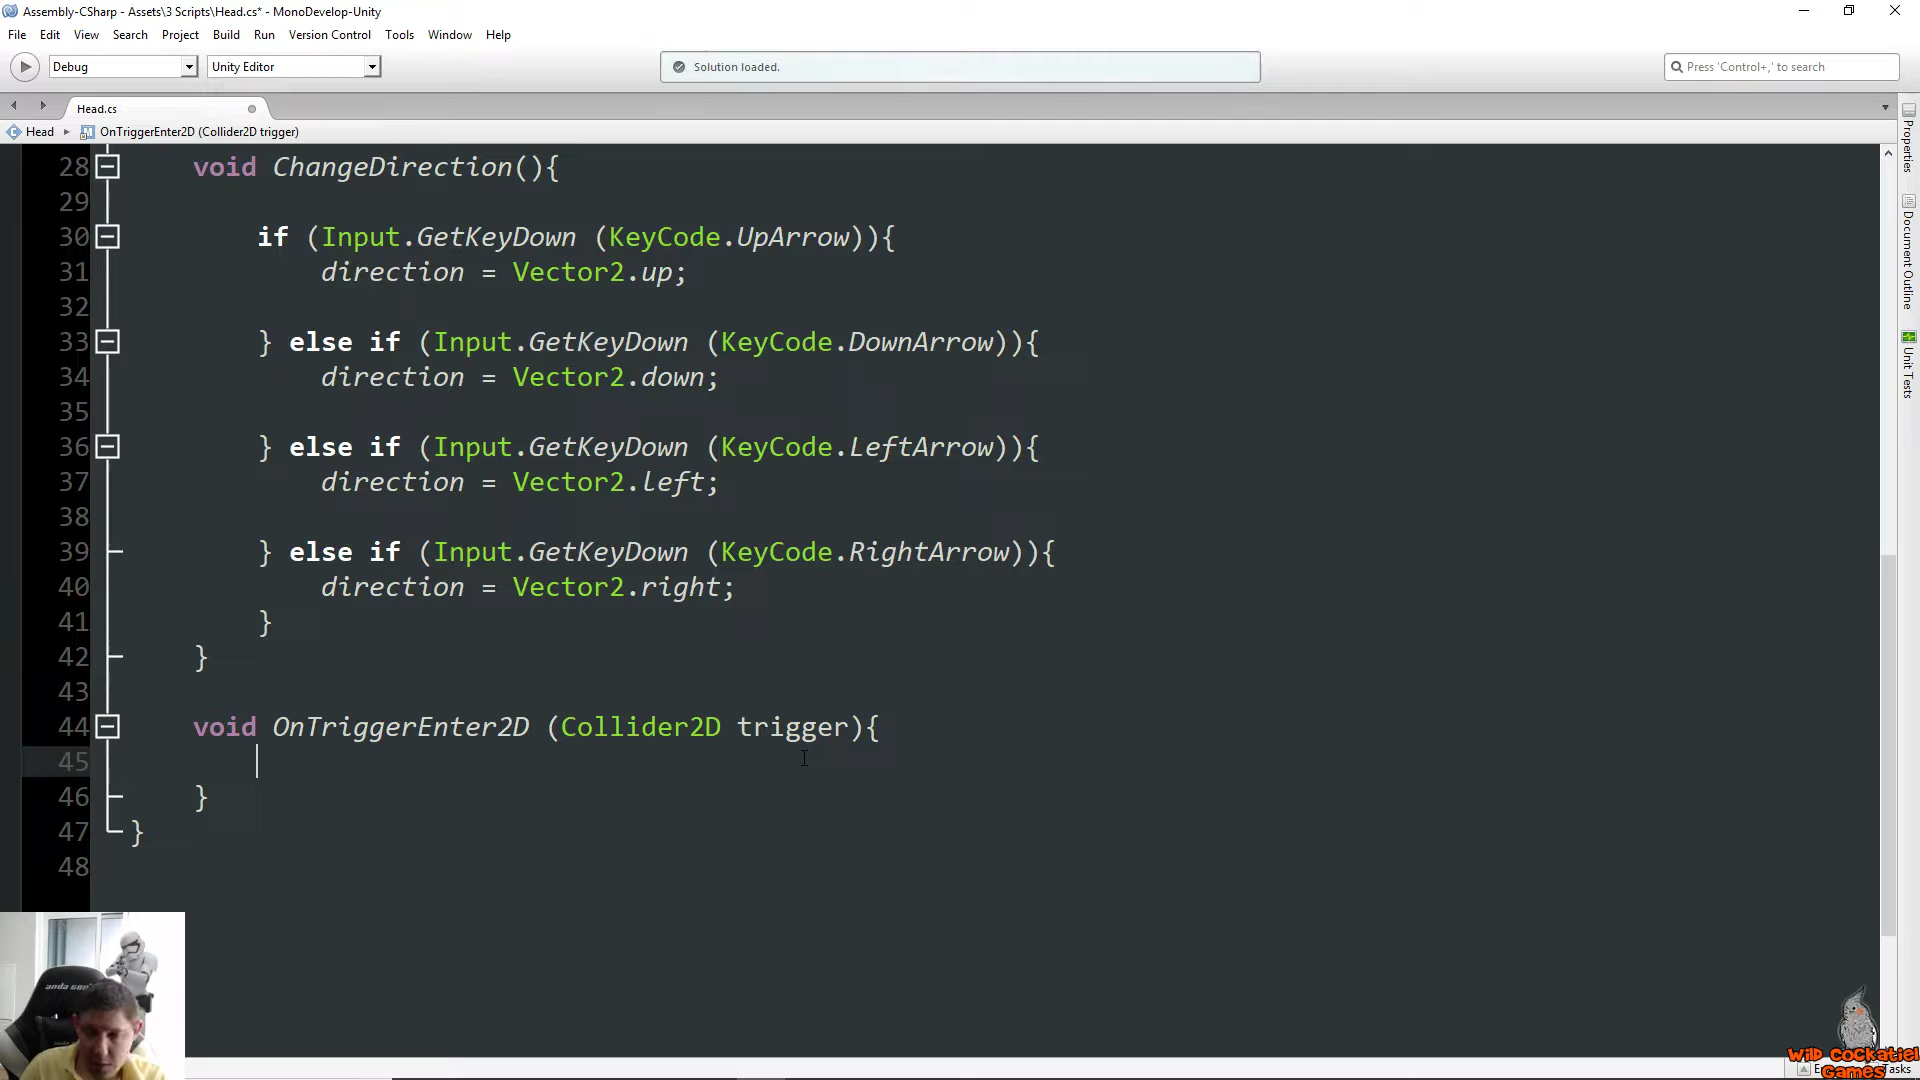 Assembly-CSharp - Assets\3 Scripts\Head.cs* - MonoDevelop-Unity
File Edit View Search Project Build Run Version Control Tools Window Help
Debug
Unity Editor
Solution loaded.
Press 'Control+,' to search
Head.cs
Head
OnTriggerEnter2D (Collider2D trigger)
28 void ChangeDirection(){
29
30 if (Input.GetKeyDown (KeyCode.UpArrow)){
31 direction = Vector2.up;
32
33 } else if (Input.GetKeyDown (KeyCode.DownArrow)){
34 direction = Vector2.down;
35
36 } else if (Input.GetKeyDown (KeyCode.LeftArrow)){
37 direction = Vector2.left;
38
39 } else if (Input.GetKeyDown (KeyCode.RightArrow)){
40 direction = Vector2.right;
41 }
42 }
43
44 void OnTriggerEnter2D (Collider2D trigger){
45
46 }
47 }
48
Properties
Document Outline
Unit Tests
Wild Cockatiel
Games
Tasks